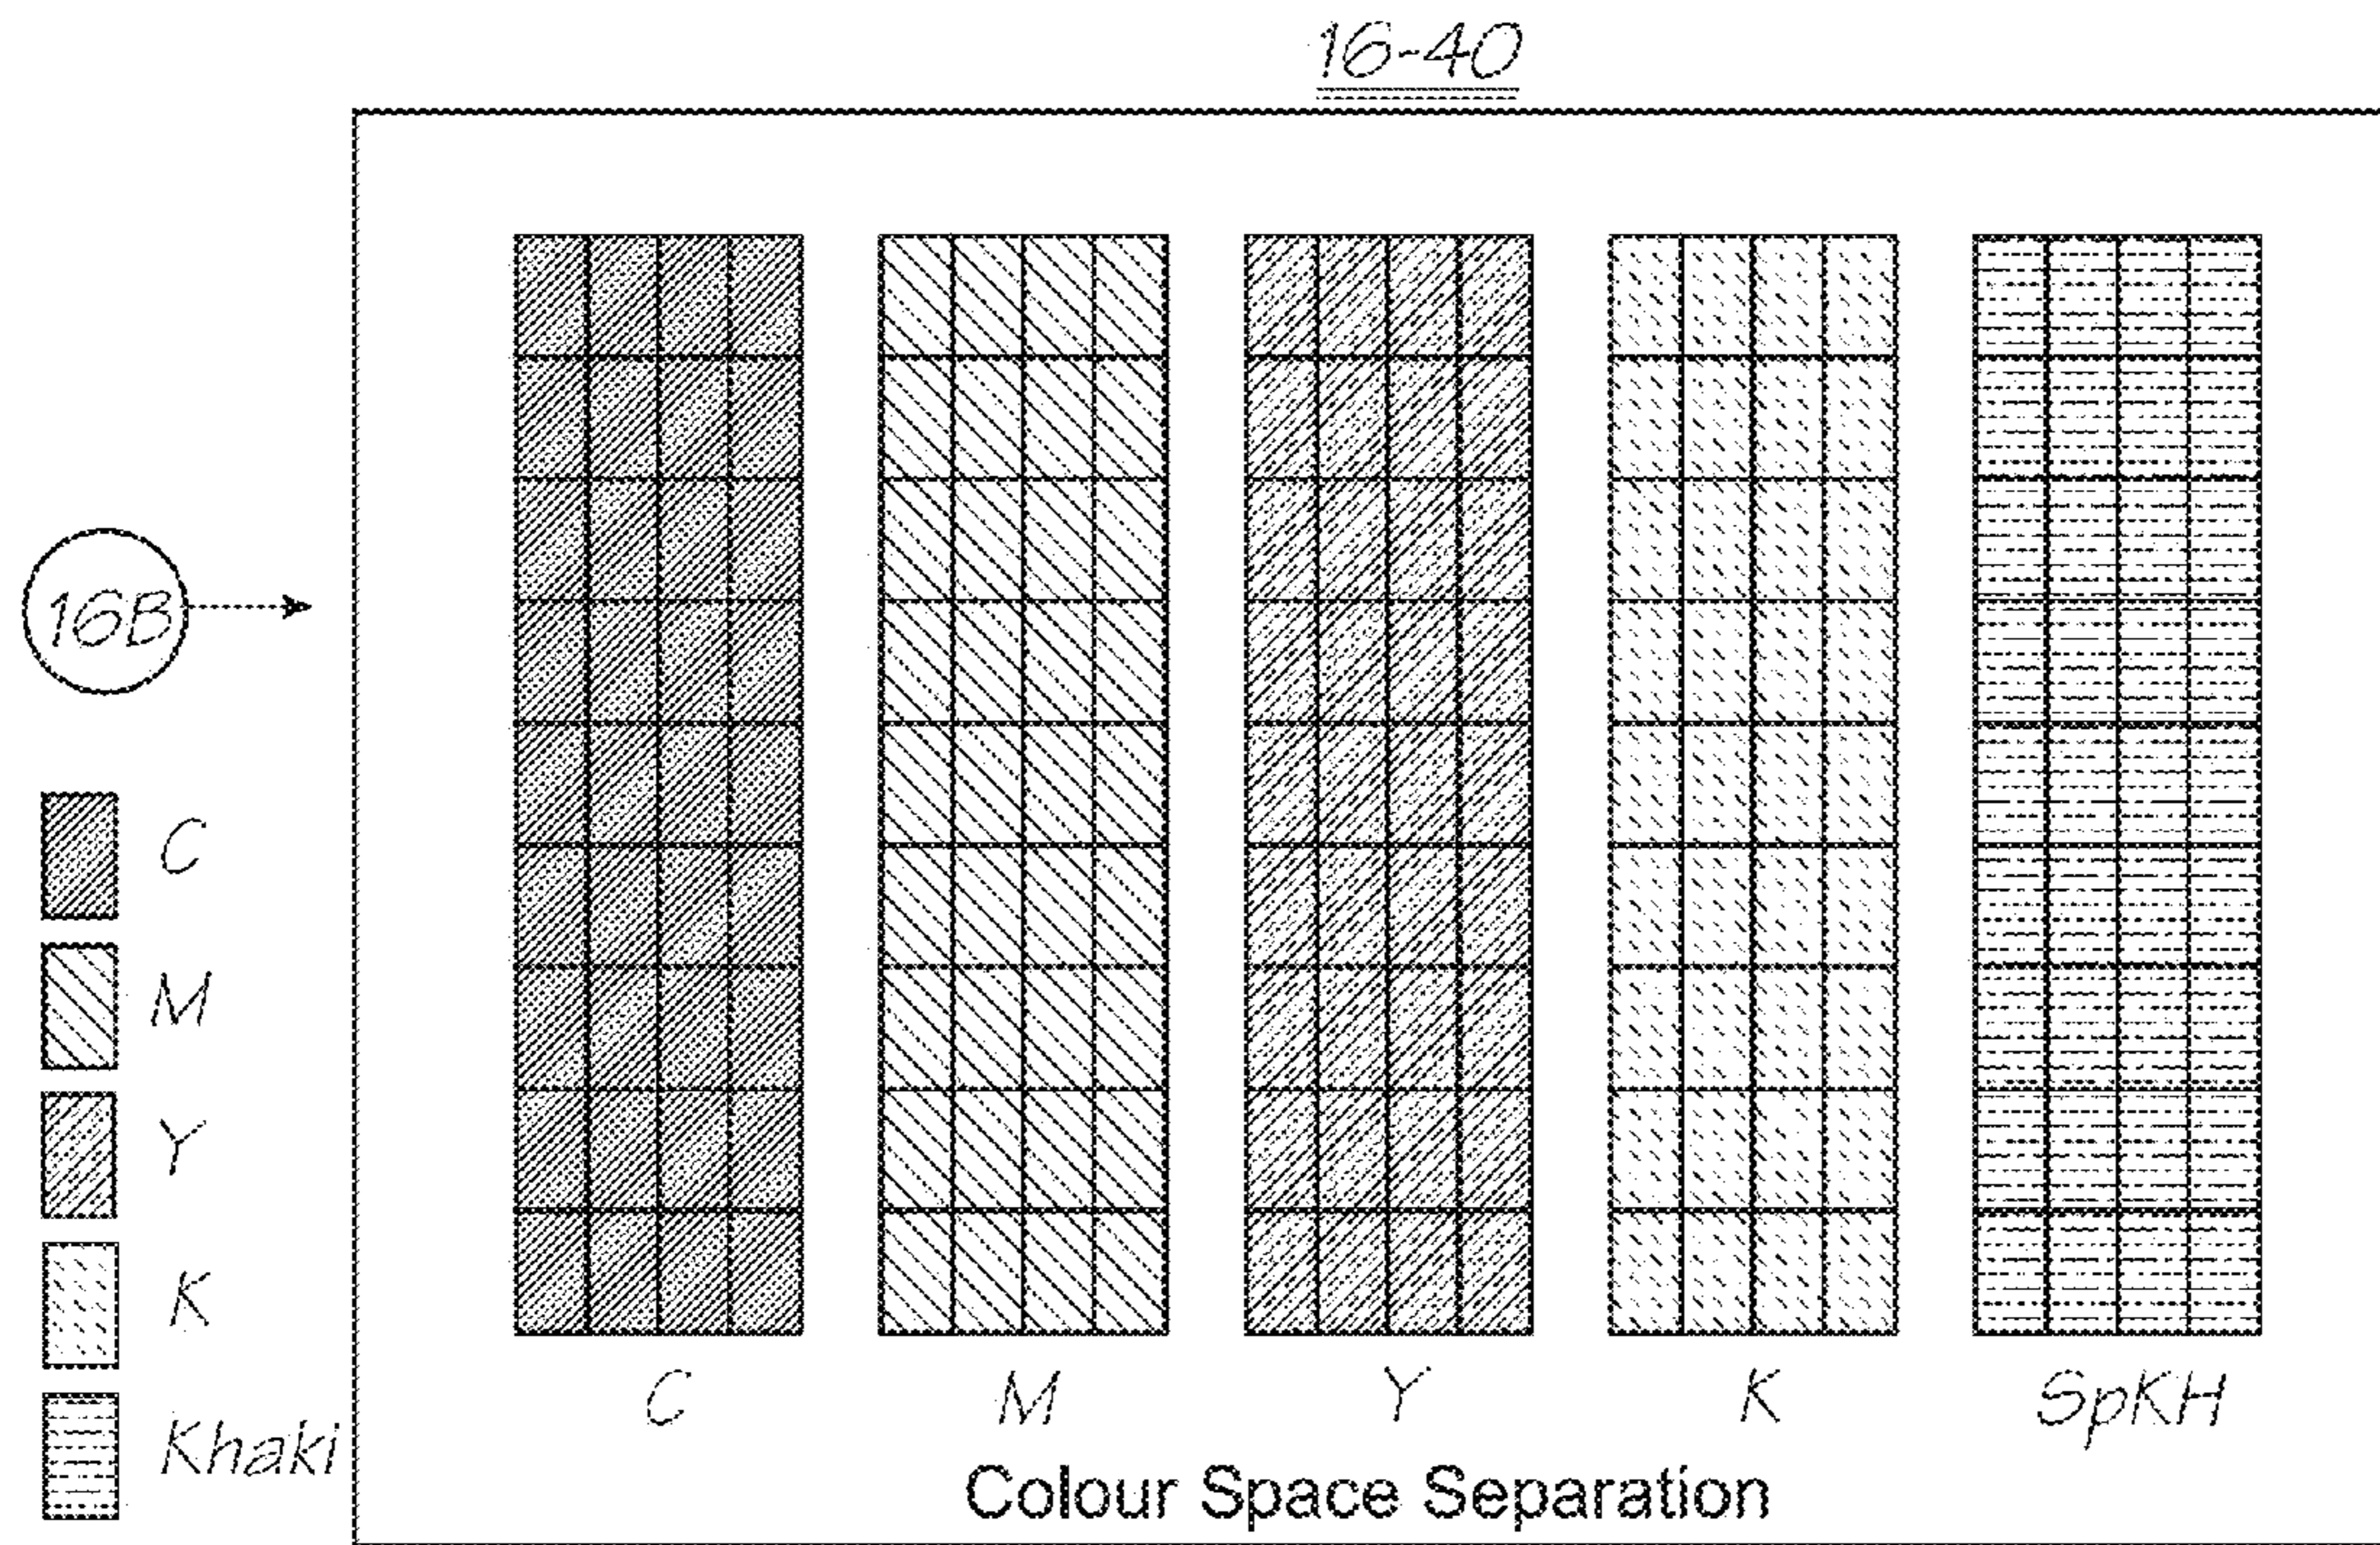 16-40
16B
C
M
Y
K
Khaki
C M Y K SpKH
Colour Space Separation